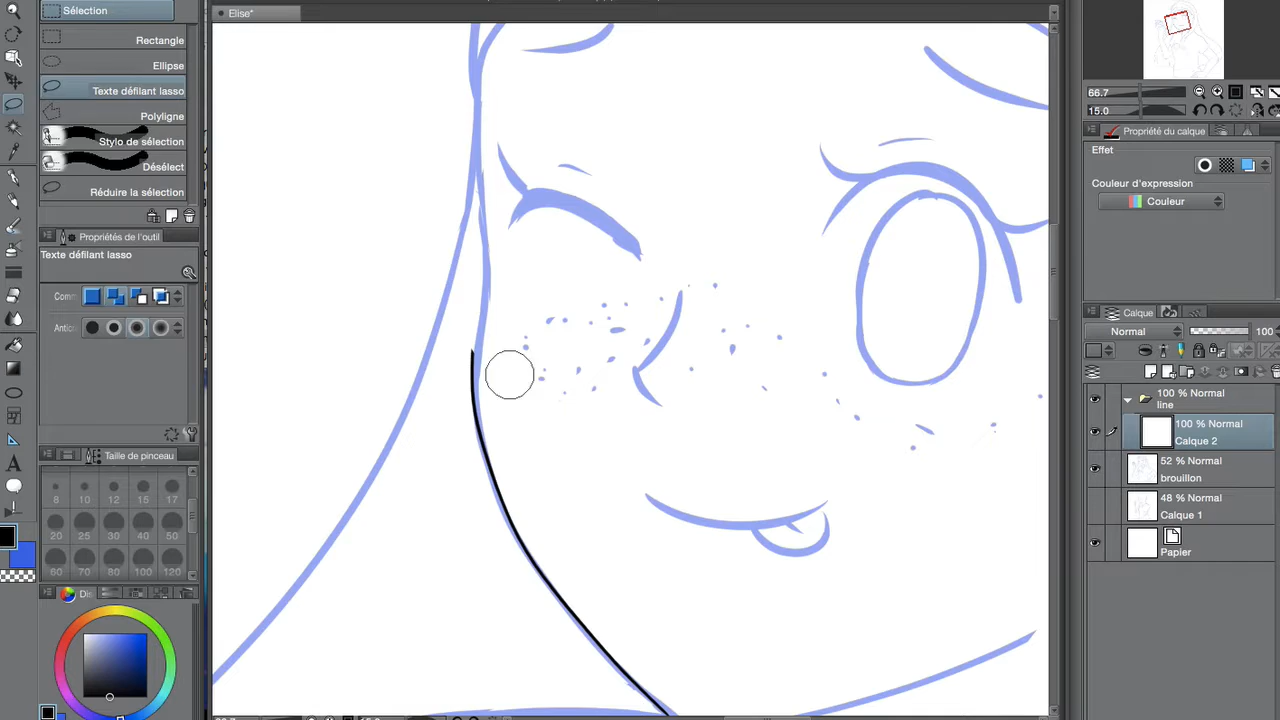 Sélection
Elise*
Rectangle
Ellipse
Texte défilant lasso
Polyligne
Stylo de sélection
Désélect
Réduire la sélection
Propriétés de l'outil
Texte défilant lasso
Comm
Antic
Taille de pinceau
8 10 12 15 17
20 25 30 40 50
60 70 80 100 120
Dis
66.7
15.0
Propriété du calque
Effet
Couleur d'expression
Couleur
Calque
Normal 100
100 % Normal
line
100 % Normal
Calque 2
52 % Normal
brouillon
48 % Normal
Calque 1
Papier